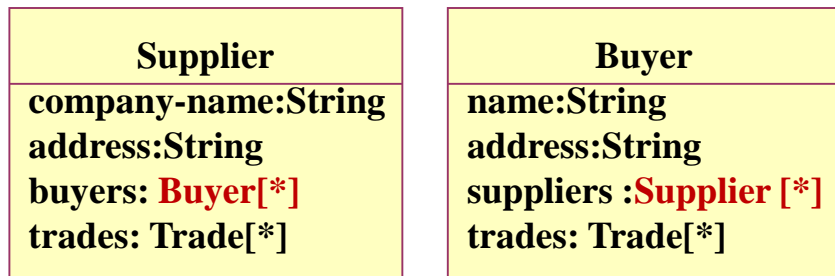 Supplier
company-name:String
address:String
buyers: Buyer[*]
trades: Trade[*]
Buyer
name:String
address:String
suppliers :Supplier [*]
trades: Trade[*]